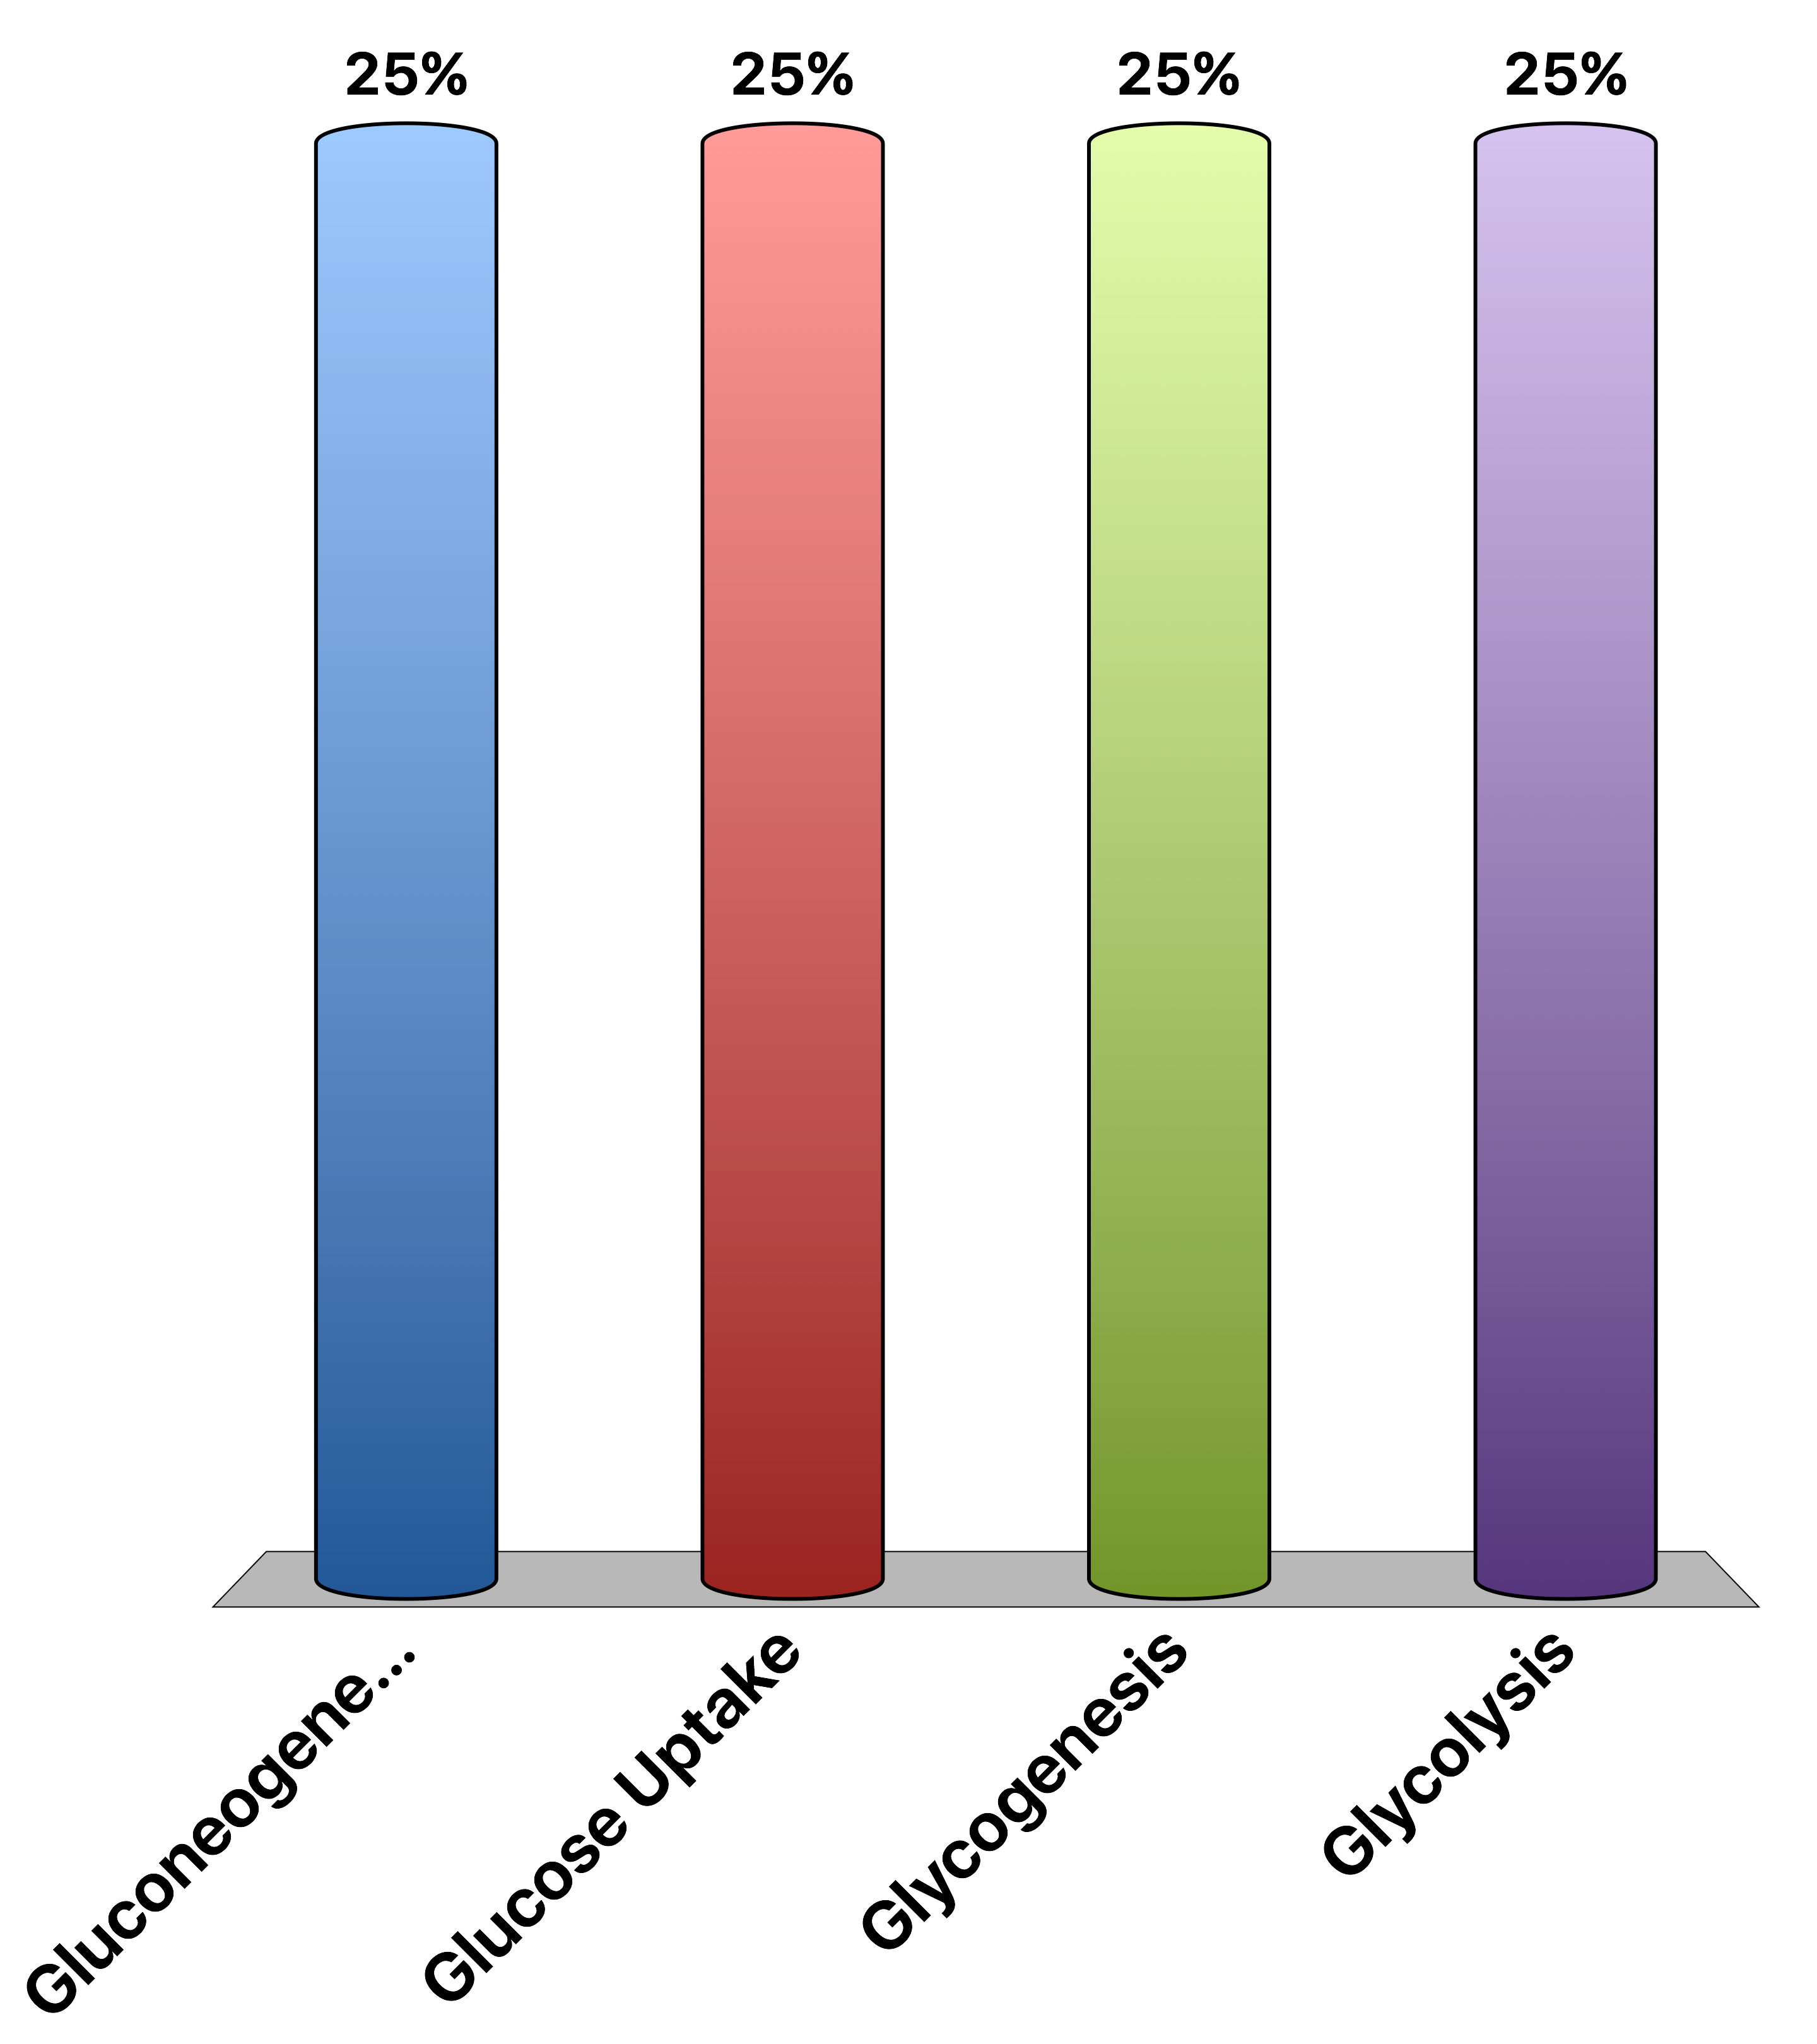 25% 25% 25% 25%
Gluconeogene....
Glucose Uptake
Glycogenesis
Glycolysis